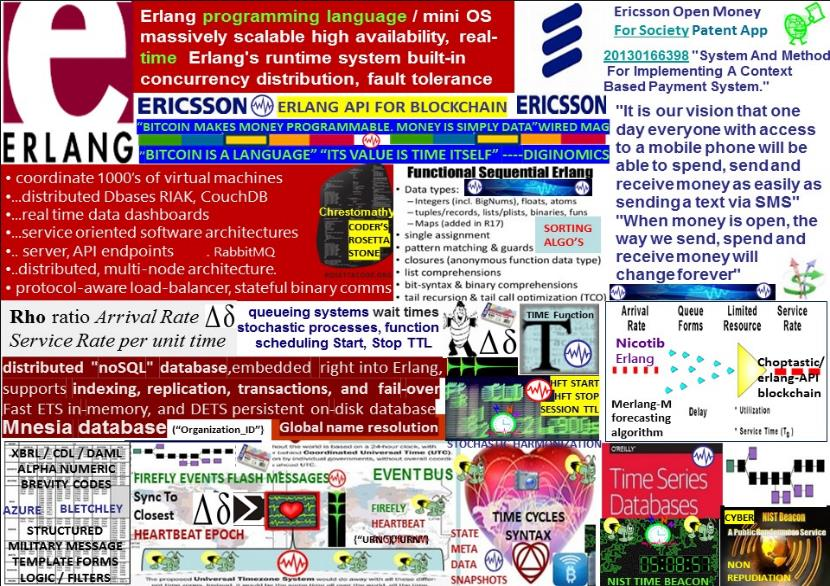 ERLANG
Erlang programming language / mini OS
massively scalable high availability, real-
time Erlang's runtime system built-in
concurrency distribution, fault tolerance
ERICSSON ERLANG API FOR BLOCKCHAIN ERICSSON
"BITCOIN MAKES MONEY PROGRAMMABLE. MONEY IS SIMPLY DATA"WIRED MAG
"BITCOIN IS A LANGUAGE" "ITS VALUE IS TIME ITSELF" ----DIGINOMICS
Ericsson Open Money
For Society Patent App
20130166398 "System And Method
For Implementing A Context
Based Payment System."
"It is our vision that one
day everyone with access
to a mobile phone will be
able to spend, send and
receive money as easily as
sending a text via SMS"
"When money is open, the
way we send, spend and
receive money will
change forever"
• coordinate 1000's of virtual machines
•...distributed Dbases RIAK, CouchDB
•...real time data dashboards
•...service oriented software architectures
•.. server, API endpoints . RabbitMQ
•..distributed, multi-node architecture.
• protocol-aware load-balancer, stateful binary comms
Chrestomathy
CODER'S
ROSETTA
STONE
Functional Sequential Erlang
• Data types:
– Integers (incl. BigNums), floats, atoms
– tuples/records, lists/plists, binaries, funs
– Maps (added in R17)
• single assignment
• pattern matching & guards
• closures (anonymous function data type)
• list comprehensions
• bit-syntax & binary comprehensions
• tail recursion & tail call optimization (TCO)
SORTING
ALGO'S
Rho ratio Arrival Rate Δδ
Service Rate per unit time
queueing systems wait times
stochastic processes, function
scheduling Start, Stop TTL
Δδ
TIME Function
T
HFT START
HFT STOP
SESSION TTL
STOCHASTIC HARMONIZATION
Arrival Rate
Queue Forms
Limited Resource
Service Rate
Nicotib
Erlang
Choptastic/
erlang-API
blockchain
Merlang-M
forecasting
algorithm
Delay
* Utilization
* Service Time (Ts)
distributed "noSQL" database,embedded right into Erlang,
supports indexing, replication, transactions, and fail-over
Fast ETS in-memory, and DETS persistent on-disk database
Mnesia database ("Organization_ID") Global name resolution
XBRL / CDL / DAML
ALPHA NUMERIC
BREVITY CODES
AZURE BLETCHLEY
STRUCTURED
MILITARY MESSAGE
TEMPLATE FORMS
LOGIC / FILTERS
FIREFLY EVENTS FLASH MESSAGES
Sync To
Closest
HEARTBEAT EPOCH
Δδ Σ
EVENT BUS
FIREFLY
HEARTBEAT
STATE
META
DATA
SNAPSHOTS
TIME CYCLES
SYNTAX
O'REILLY
Time Series
Databases
05:08:57
NIST TIME BEACON
CYBER
NIST Beacon
A Public Randomness Service
NON
REPUDIATION